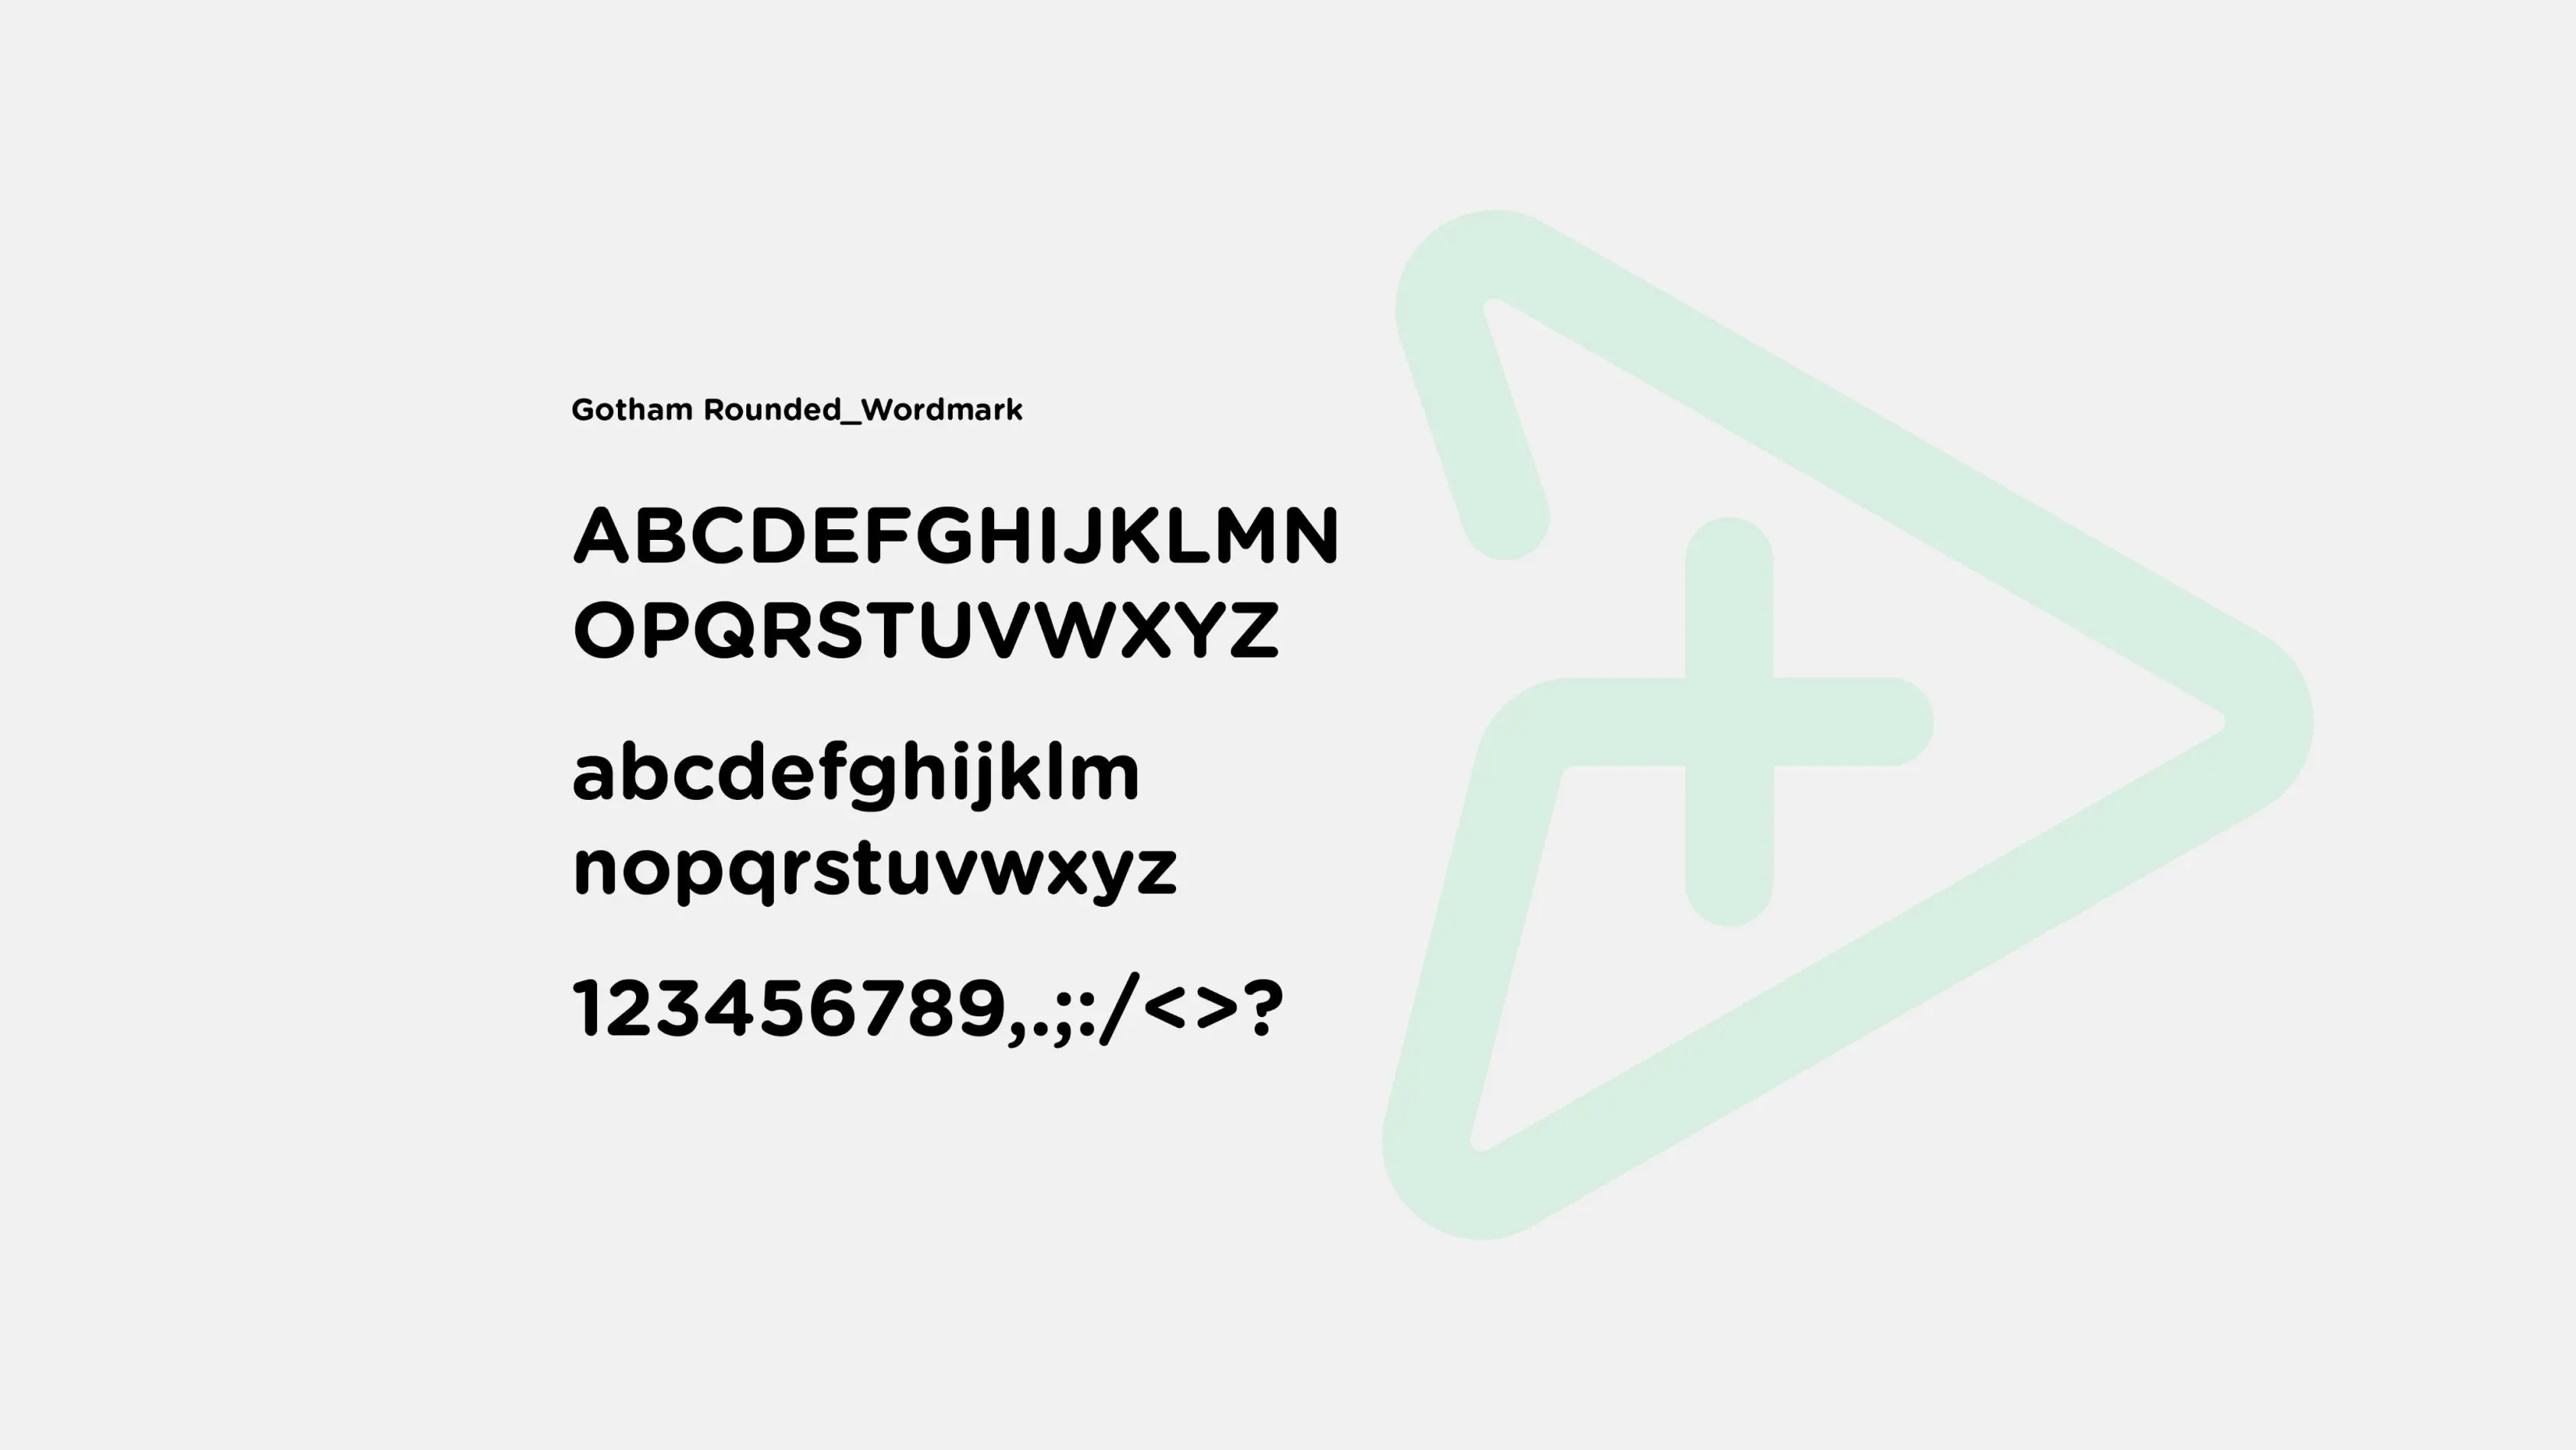 Gotham Rounded_Wordmark
ABCDEFGHIJKLMN
OPQRSTUVWXYZ
abcdefghijklm
nopqrstuvwxyz
123456789,.;:/<>?